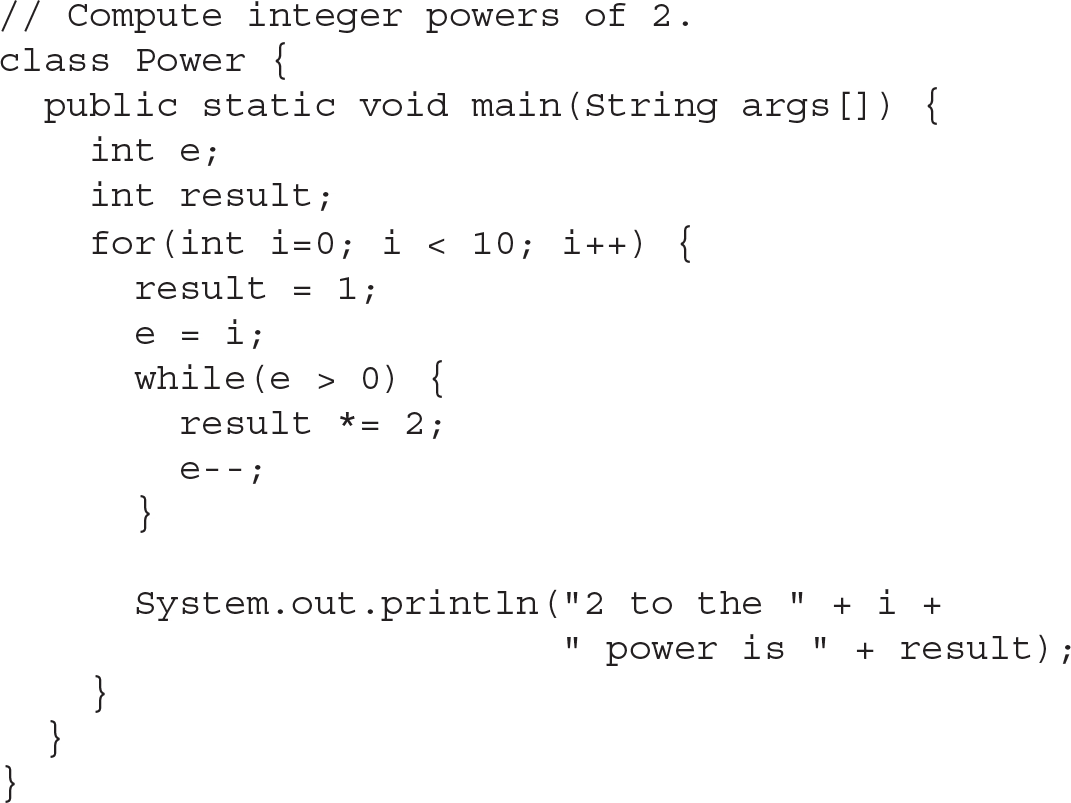 // Compute integer powers of 2.
class Power {
  public static void main(String args[]) {
    int e;
    int result;
    for(int i=0; i < 10; i++) {
      result = 1;
      e = i;
      while(e > 0) {
        result *= 2;
        e--;
      }

      System.out.println("2 to the " + i +
                         " power is " + result);
    }
  }
}